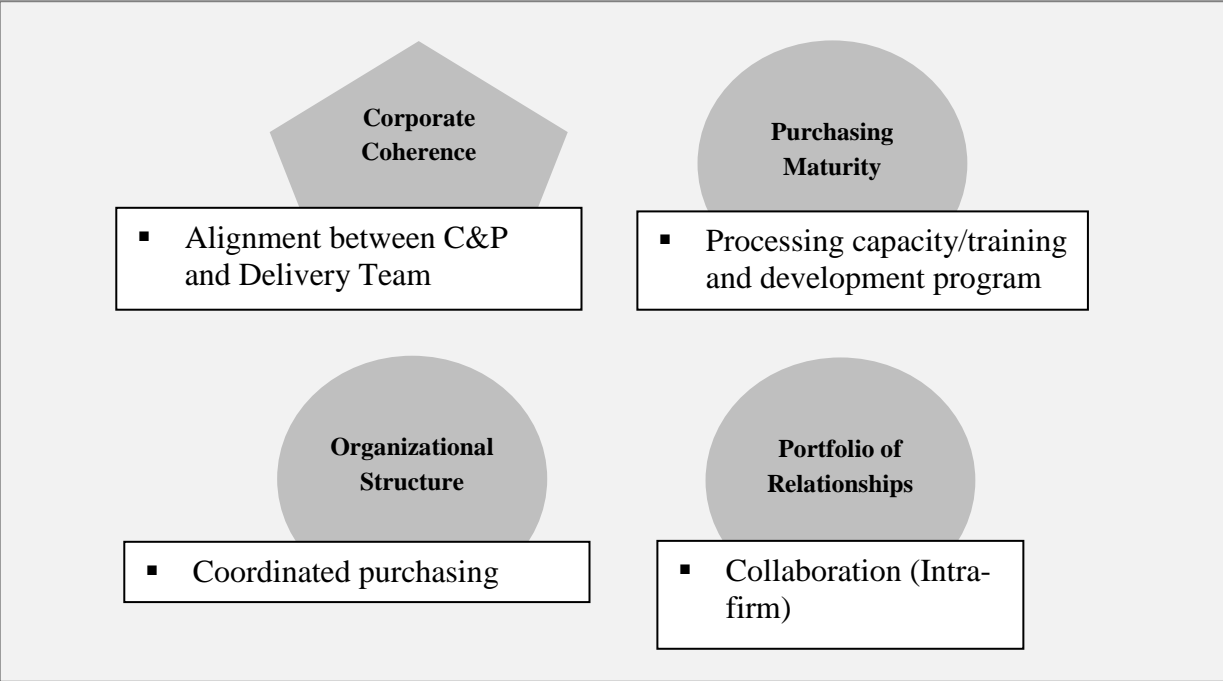 Corporate
Coherence
▪ Alignment between C&P
and Delivery Team
Purchasing
Maturity
▪ Processing capacity/training
and development program
Organizational
Structure
▪ Coordinated purchasing
Portfolio of
Relationships
▪ Collaboration (Intra-
firm)